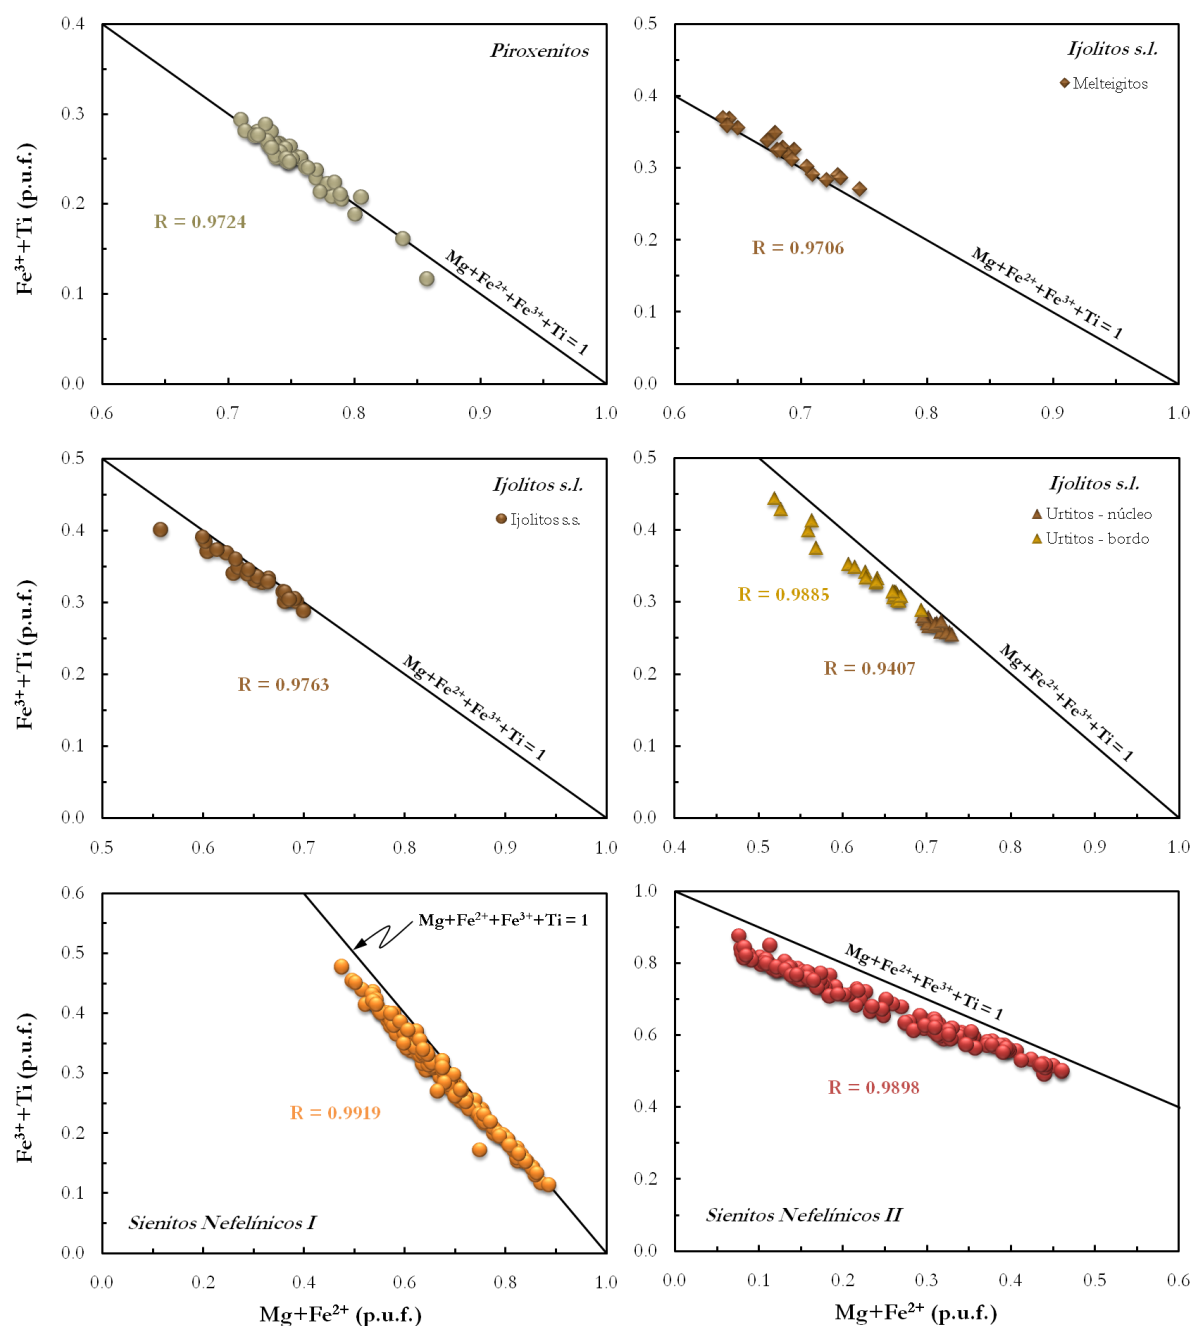 Piroxenitos
Fe³⁺+Ti (p.u.f.)
0.4
0.3
0.2
0.1
0.0
R = 0.9724
Mg+Fe²⁺+Fe³⁺+Ti = 1
0.6
0.7
0.8
0.9
1.0
Ijolitos s.l.
Melteigitos
0.5
0.4
0.3
0.2
0.1
0.0
R = 0.9706
Mg+Fe²⁺+Fe³⁺+Ti = 1
0.6
0.7
0.8
0.9
1.0
Ijolitos s.l.
Ijolitos s.s.
Fe³⁺+Ti (p.u.f.)
0.5
0.4
0.3
0.2
0.1
0.0
R = 0.9763
Mg+Fe²⁺+Fe³⁺+Ti = 1
0.5
0.6
0.7
0.8
0.9
1.0
Ijolitos s.l.
Urtitos - núcleo
Urtitos - bordo
0.5
0.4
0.3
0.2
0.1
0.0
R = 0.9885
R = 0.9407
Mg+Fe²⁺+Fe³⁺+Ti = 1
0.4
0.5
0.6
0.7
0.8
0.9
1.0
Fe³⁺+Ti (p.u.f.)
0.6
0.5
0.4
0.3
0.2
0.1
0.0
Mg+Fe²⁺+Fe³⁺+Ti = 1
R = 0.9919
Sienitos Nefelínicos I
0.0
0.2
0.4
0.6
0.8
1.0
Mg+Fe²⁺ (p.u.f.)
1.0
0.8
0.6
0.4
0.2
0.0
Mg+Fe²⁺+Fe³⁺+Ti = 1
R = 0.9898
Sienitos Nefelínicos II
0.0
0.1
0.2
0.3
0.4
0.5
0.6
Mg+Fe²⁺ (p.u.f.)